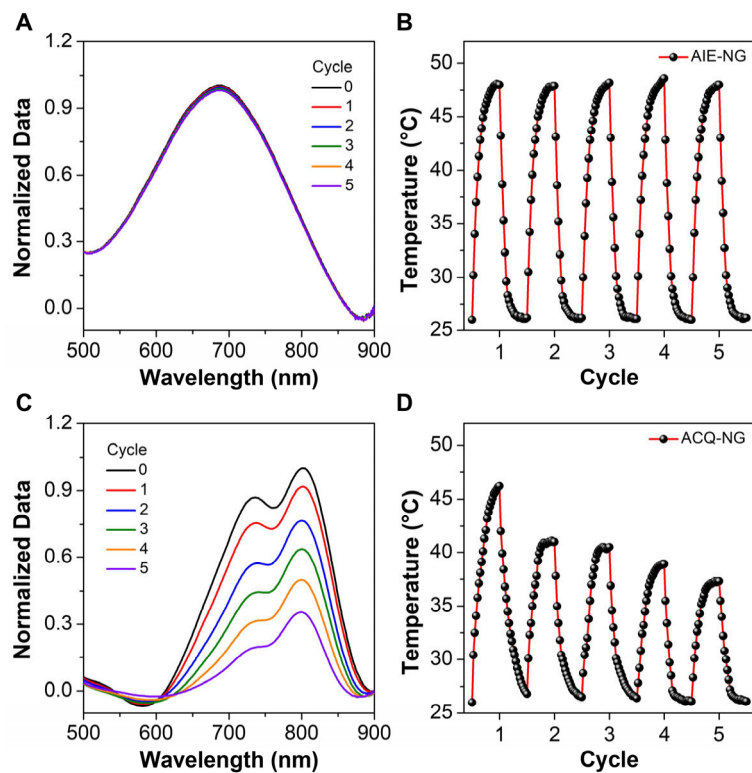 A
1.2
0.9
0.6
0.3
0.0
Normalized Data
Cycle
0
1
2
3
4
5
500 600 700 800 900
Wavelength (nm)
B
50
45
40
35
30
25
Temperature (°C)
AIE-NG
1 2 3 4 5
Cycle
C
1.2
0.9
0.6
0.3
0.0
Normalized Data
Cycle
0
1
2
3
4
5
500 600 700 800 900
Wavelength (nm)
D
50
45
40
35
30
25
Temperature (°C)
ACQ-NG
1 2 3 4 5
Cycle